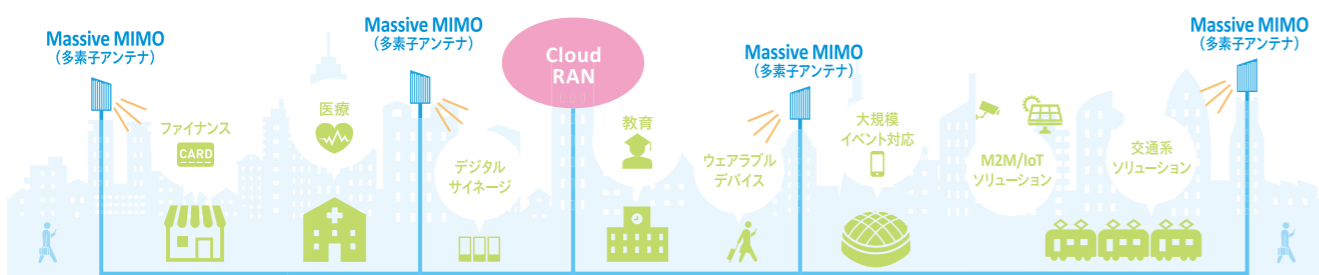 Massive MIMO
（多素子アンテナ）
ファイナンス
CARD
医療
Massive MIMO
（多素子アンテナ）
デジタル
サイネージ
Cloud
RAN
教育
ウェアラブル
デバイス
Massive MIMO
（多素子アンテナ）
大規模
イベント対応
M2M/IoT
ソリューション
交通系
ソリューション
Massive MIMO
（多素子アンテナ）